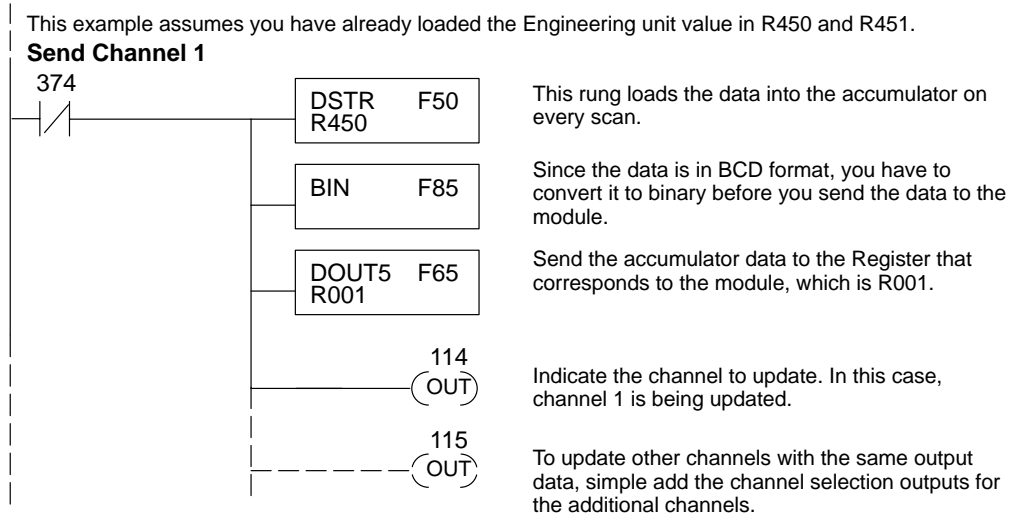 This example assumes you have already loaded the Engineering unit value in R450 and R451.
Send Channel 1
374
DSTR F50
R450
This rung loads the data into the accumulator on
every scan.
BIN F85
Since the data is in BCD format, you have to
convert it to binary before you send the data to the
module.
DOUT5 F65
R001
Send the accumulator data to the Register that
corresponds to the module, which is R001.
114
OUT
Indicate the channel to update. In this case,
channel 1 is being updated.
115
OUT
To update other channels with the same output
data, simple add the channel selection outputs for
the additional channels.